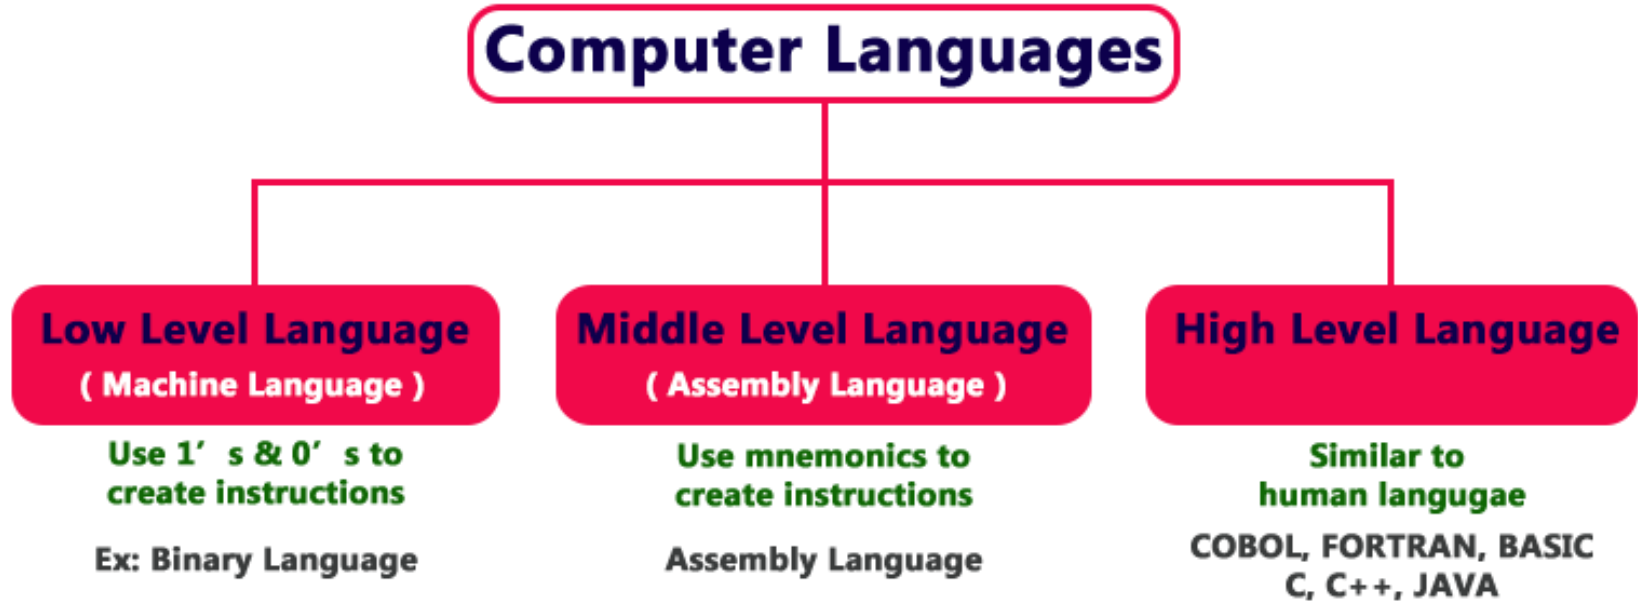 Computer Languages
Low Level Language
( Machine Language )
Use 1′ s & 0′ s to
create instructions
Ex: Binary Language
Middle Level Language
( Assembly Language )
Use mnemonics to
create instructions
Assembly Language
High Level Language
Similar to
human langugae
COBOL, FORTRAN, BASIC
C, C++, JAVA